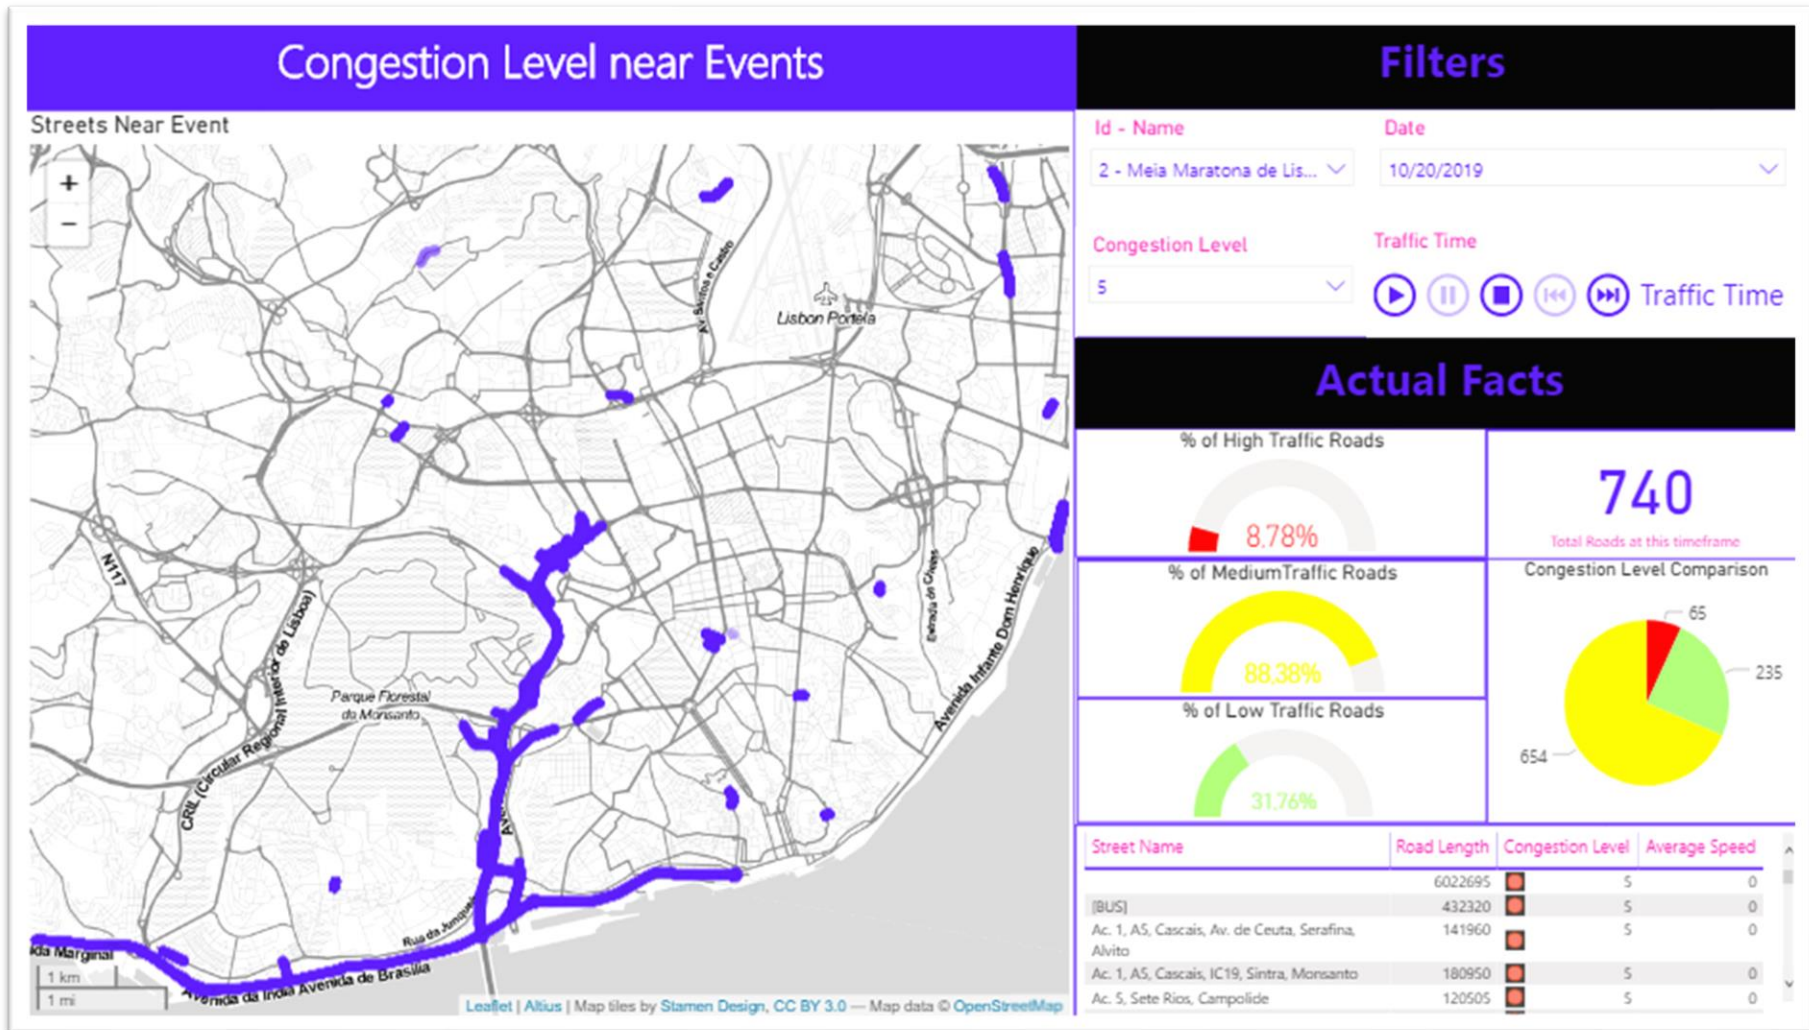 Congestion Level near Events
Filters
Streets Near Event
+
−
Id - Name
Date
2 - Meia Maratona de Lis...
10/20/2019
Congestion Level
Traffic Time
5
Traffic Time
Av Santos e Castro
Lisbon Portela
N117
CRIL (Circular Regional Interior de Lisboa)
Parque Florestal
da Monsanto
Estrada de Chelas
Avenida Infante Dom Henrique
Rua da Junqueira
ida Marginal
Avenida da Índia Avenida de Brasília
1 km
1 mi
Leaflet | Altius | Map tiles by Stamen Design, CC BY 3.0 — Map data © OpenStreetMap
Actual Facts
% of High Traffic Roads
8,78%
740
Total Roads at this timeframe
% of MediumTraffic Roads
88,38%
Congestion Level Comparison
65
235
654
% of Low Traffic Roads
31,76%
Street Name Road Length Congestion Level Average Speed
6022695 5 0
[BUS] 432320 5 0
Ac. 1, A5, Cascais, Av. de Ceuta, Serafina, 141960 5 0
Alvito
Ac. 1, A5, Cascais, IC19, Sintra, Monsanto 180950 5 0
Ac. 5, Sete Rios, Campolide 120505 5 0